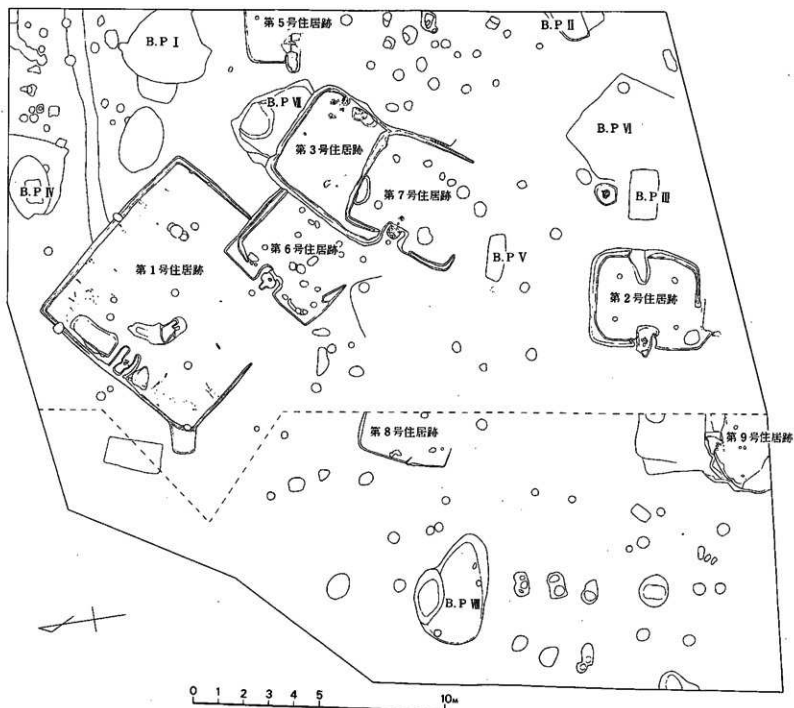 B.P I
第5号住居跡
B.P II
B.P VII
B.P VI
第3号住居跡
B.P IV
第7号住居跡
B.P III
第6号住居跡
B.P V
第1号住居跡
第2号住居跡
第8号住居跡
第9号住居跡
B.P VIII
0 1 2 3 4 5 10M